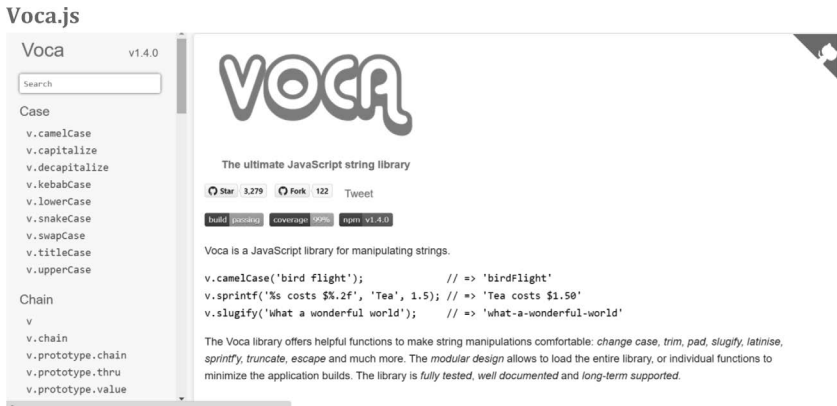 Voca.js
Voca v1.4.0
Search
Case
v.camelCase
v.capitalize
v.decapitalize
v.kebabCase
v.lowerCase
v.snakeCase
v.swapCase
v.titleCase
v.upperCase
Chain
v
v.chain
v.prototype.chain
v.prototype.thru
v.prototype.value
VOCA
The ultimate JavaScript string library
Star 3,279 Fork 122 Tweet
build passing coverage 99% npm v1.4.0
Voca is a JavaScript library for manipulating strings.
v.camelCase('bird flight'); // => 'birdFlight'
v.sprintf('%s costs $%.2f', 'Tea', 1.5); // => 'Tea costs $1.50'
v.slugify('What a wonderful world'); // => 'what-a-wonderful-world'
The Voca library offers helpful functions to make string manipulations comfortable: change case, trim, pad, slugify, latinise,
sprintf'y, truncate, escape and much more. The modular design allows to load the entire library, or individual functions to
minimize the application builds. The library is fully tested, well documented and long-term supported.